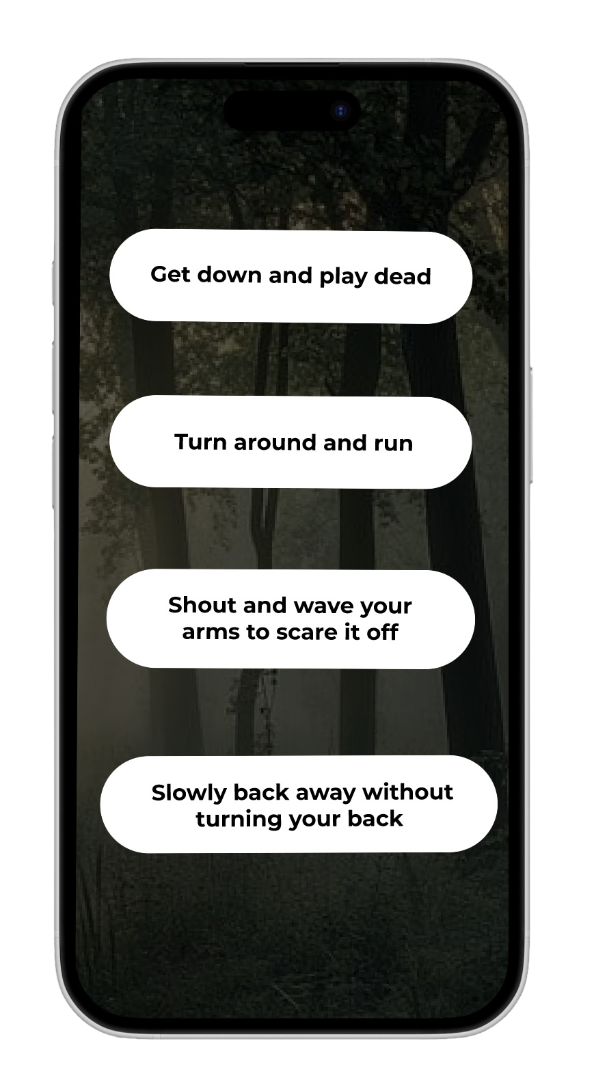 Get down and play dead
Turn around and run
Shout and wave your
arms to scare it off
Slowly back away without
turning your back